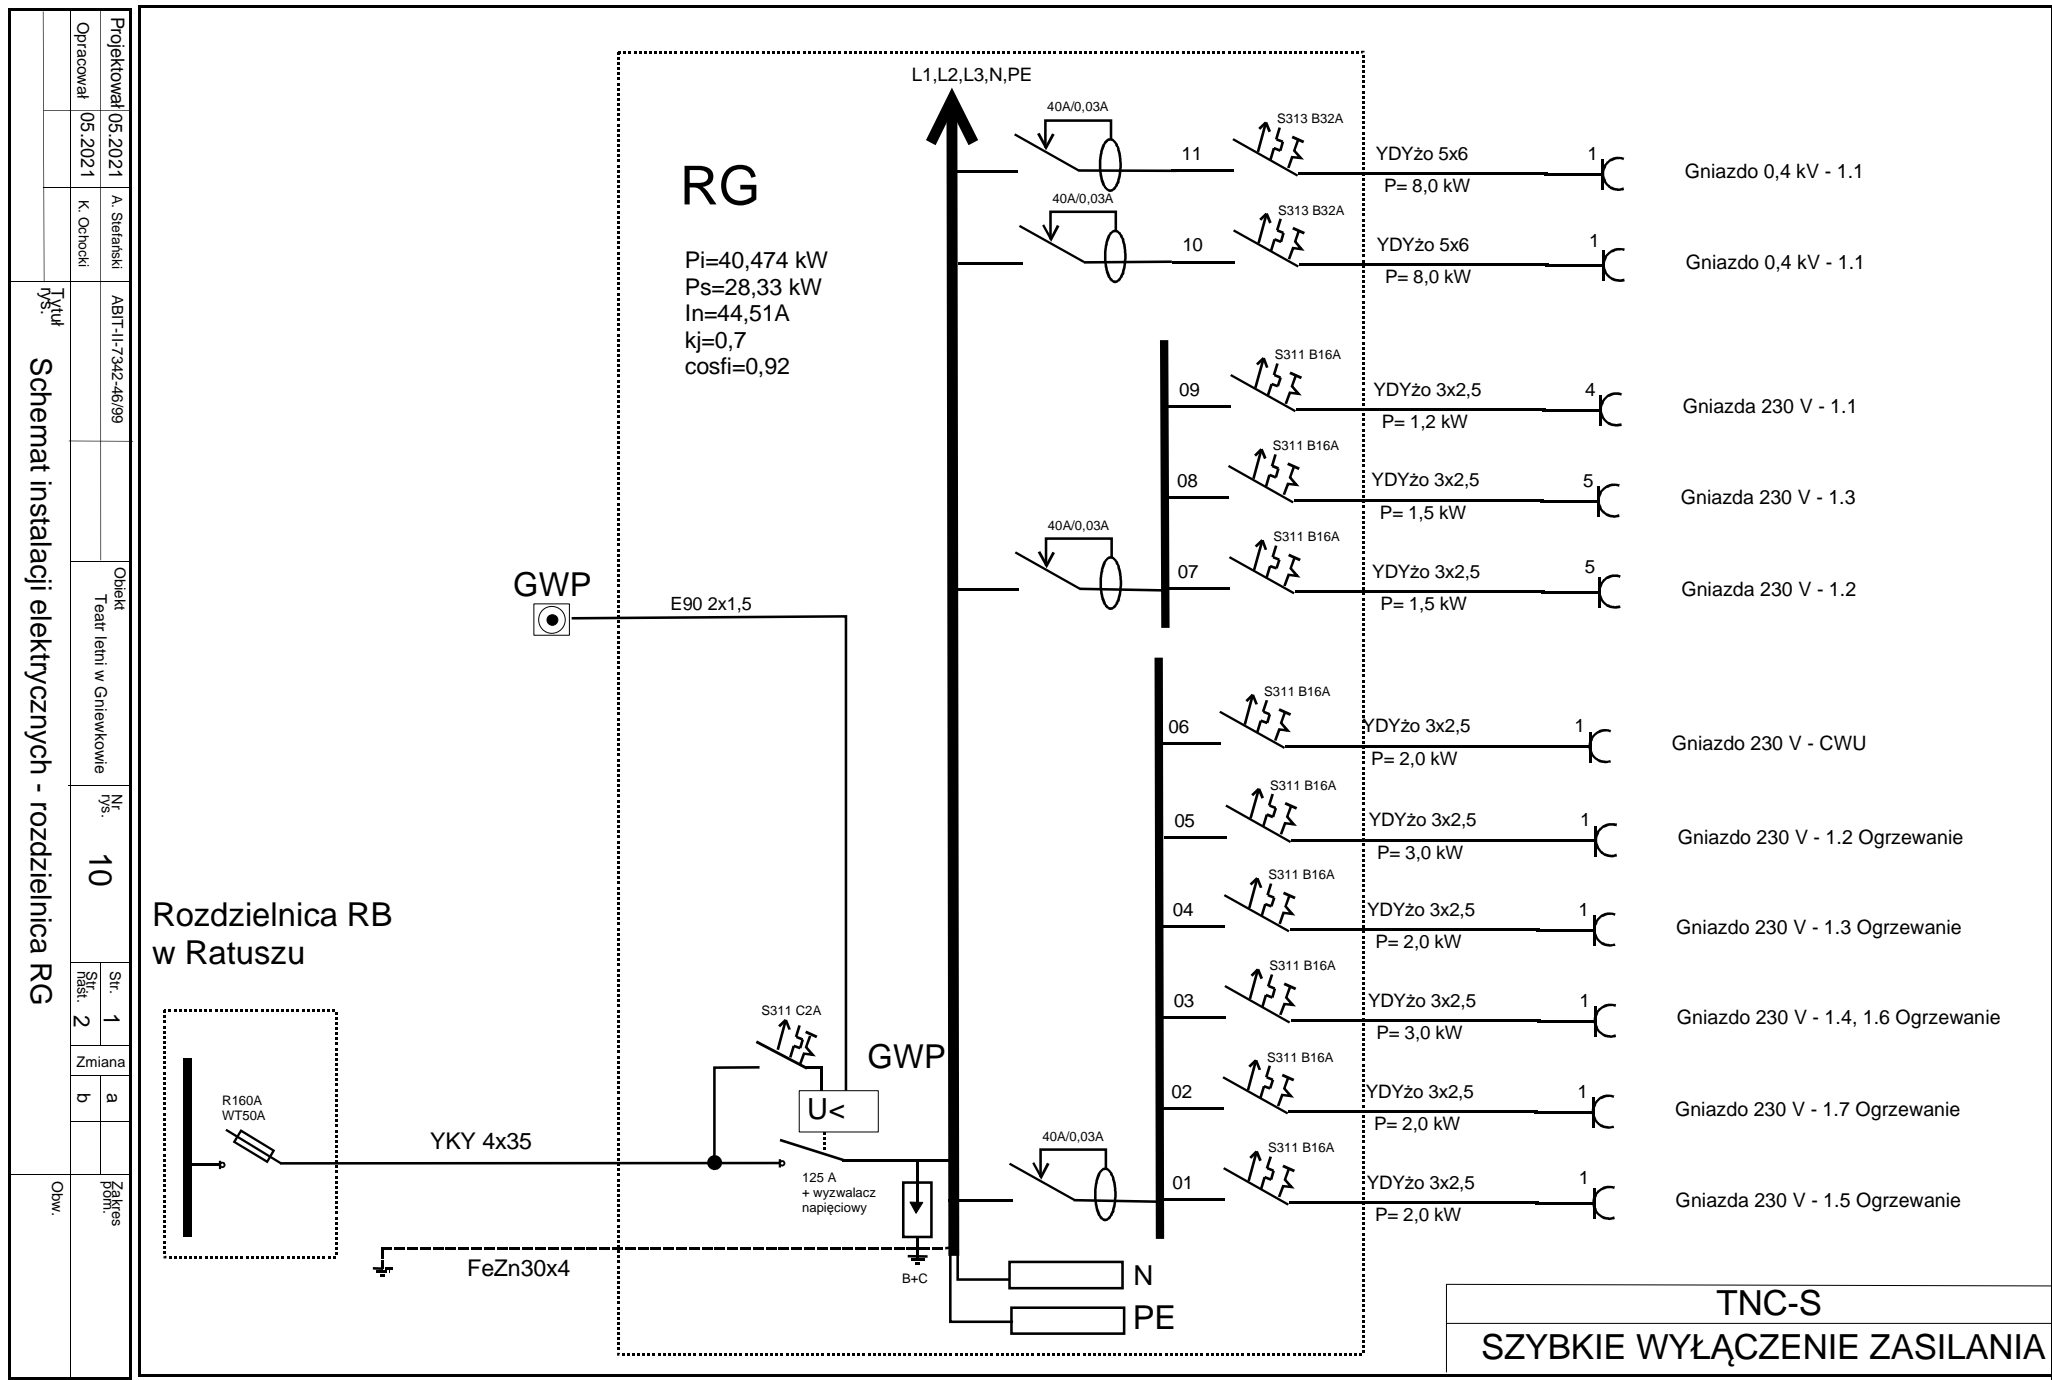 Projektował 05.2021 A. Stefański ABIT-II-7342-46/99
Opracował 05.2021 K. Ochocki
Obiekt
Teatr letni w Gniewkowie
Nr
rys.
10
Str. 1
Str.
nast. 2
Zmiana
a
b
Zakres
pom.
Tytuł
rys.
Schemat instalacji elektrycznych - rozdzielnica RG
Obw.
L1,L2,L3,N,PE
RG
Pi=40,474 kW
Ps=28,33 kW
In=44,51A
kj=0,7
cosfi=0,92
40A/0,03A
11
S313 B32A
YDYżo 5x6
P= 8,0 kW
1
Gniazdo 0,4 kV - 1.1
40A/0,03A
10
S313 B32A
YDYżo 5x6
P= 8,0 kW
1
Gniazdo 0,4 kV - 1.1
09
S311 B16A
YDYżo 3x2,5
P= 1,2 kW
4
Gniazda 230 V - 1.1
08
S311 B16A
YDYżo 3x2,5
P= 1,5 kW
5
Gniazda 230 V - 1.3
40A/0,03A
07
S311 B16A
YDYżo 3x2,5
P= 1,5 kW
5
Gniazda 230 V - 1.2
GWP
E90 2x1,5
06
S311 B16A
YDYżo 3x2,5
P= 2,0 kW
1
Gniazdo 230 V - CWU
05
S311 B16A
YDYżo 3x2,5
P= 3,0 kW
1
Gniazdo 230 V - 1.2 Ogrzewanie
04
S311 B16A
YDYżo 3x2,5
P= 2,0 kW
1
Gniazdo 230 V - 1.3 Ogrzewanie
03
S311 B16A
YDYżo 3x2,5
P= 3,0 kW
1
Gniazdo 230 V - 1.4, 1.6 Ogrzewanie
02
S311 B16A
YDYżo 3x2,5
P= 2,0 kW
1
Gniazdo 230 V - 1.7 Ogrzewanie
40A/0,03A
01
S311 B16A
YDYżo 3x2,5
P= 2,0 kW
1
Gniazda 230 V - 1.5 Ogrzewanie
Rozdzielnica RB
w Ratuszu
R160A
WT50A
YKY 4x35
S311 C2A
GWP
U<
125 A
+ wyzwalacz
napięciowy
FeZn30x4
B+C
N
PE
TNC-S
SZYBKIE WYŁĄCZENIE ZASILANIA